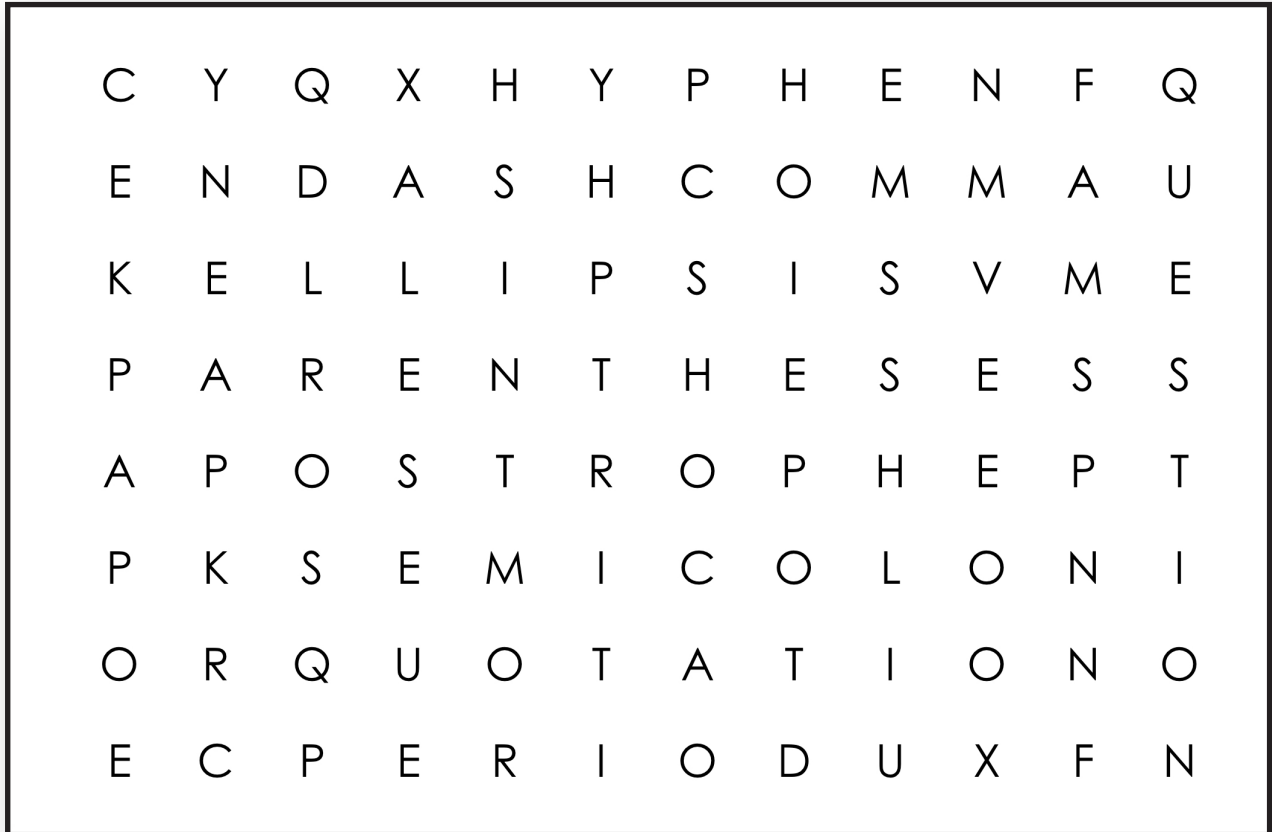 C Y Q X H Y P H E N F Q
E N D A S H C O M M A U
K E L L I P S I S V M E
P A R E N T H E S E S S
A P O S T R O P H E P T
P K S E M I C O L O N I
O R Q U O T A T I O N O
E C P E R I O D U X F N